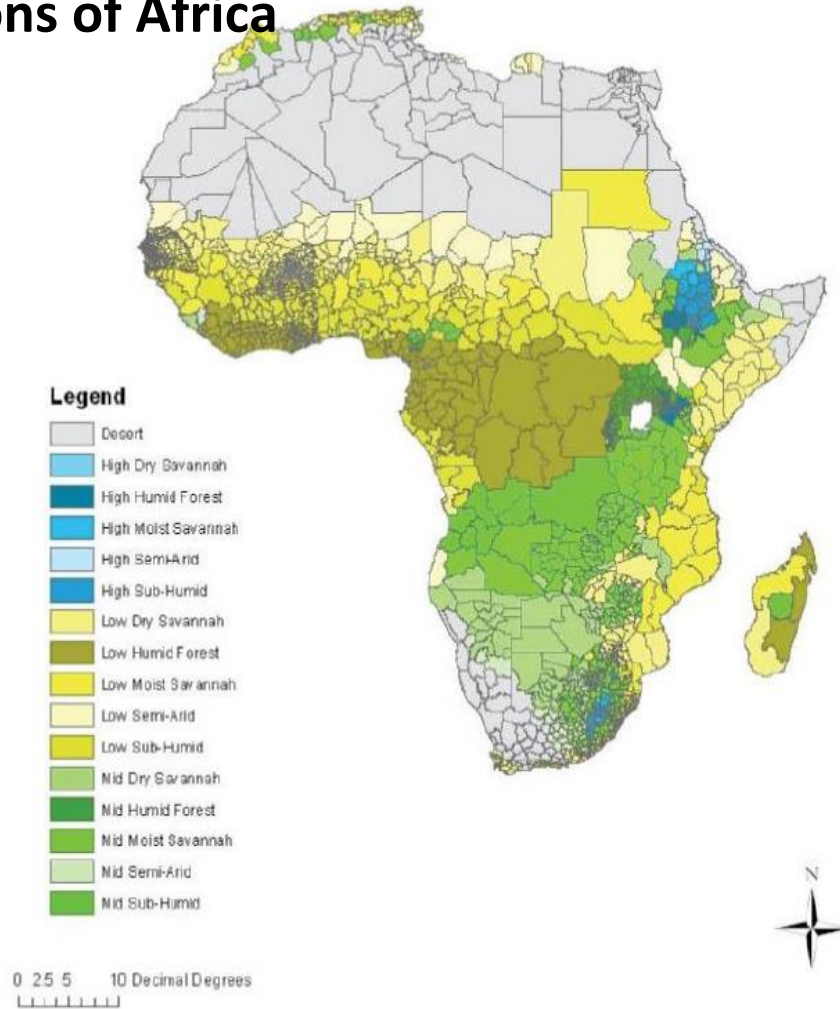 ons of Africa
Legend
Desert
High Dry Savannah
High Humid Forest
High Moist Savannah
High Semi-Arid
High Sub-Humid
Low Dry Savannah
Low Humid Forest
Low Moist Savannah
Low Semi-Arid
Low Sub-Humid
Mid Dry Savannah
Mid Humid Forest
Mid Moist Savannah
Mid Semi-Arid
Mid Sub-Humid
N
0 2.5 5 10 Decimal Degrees